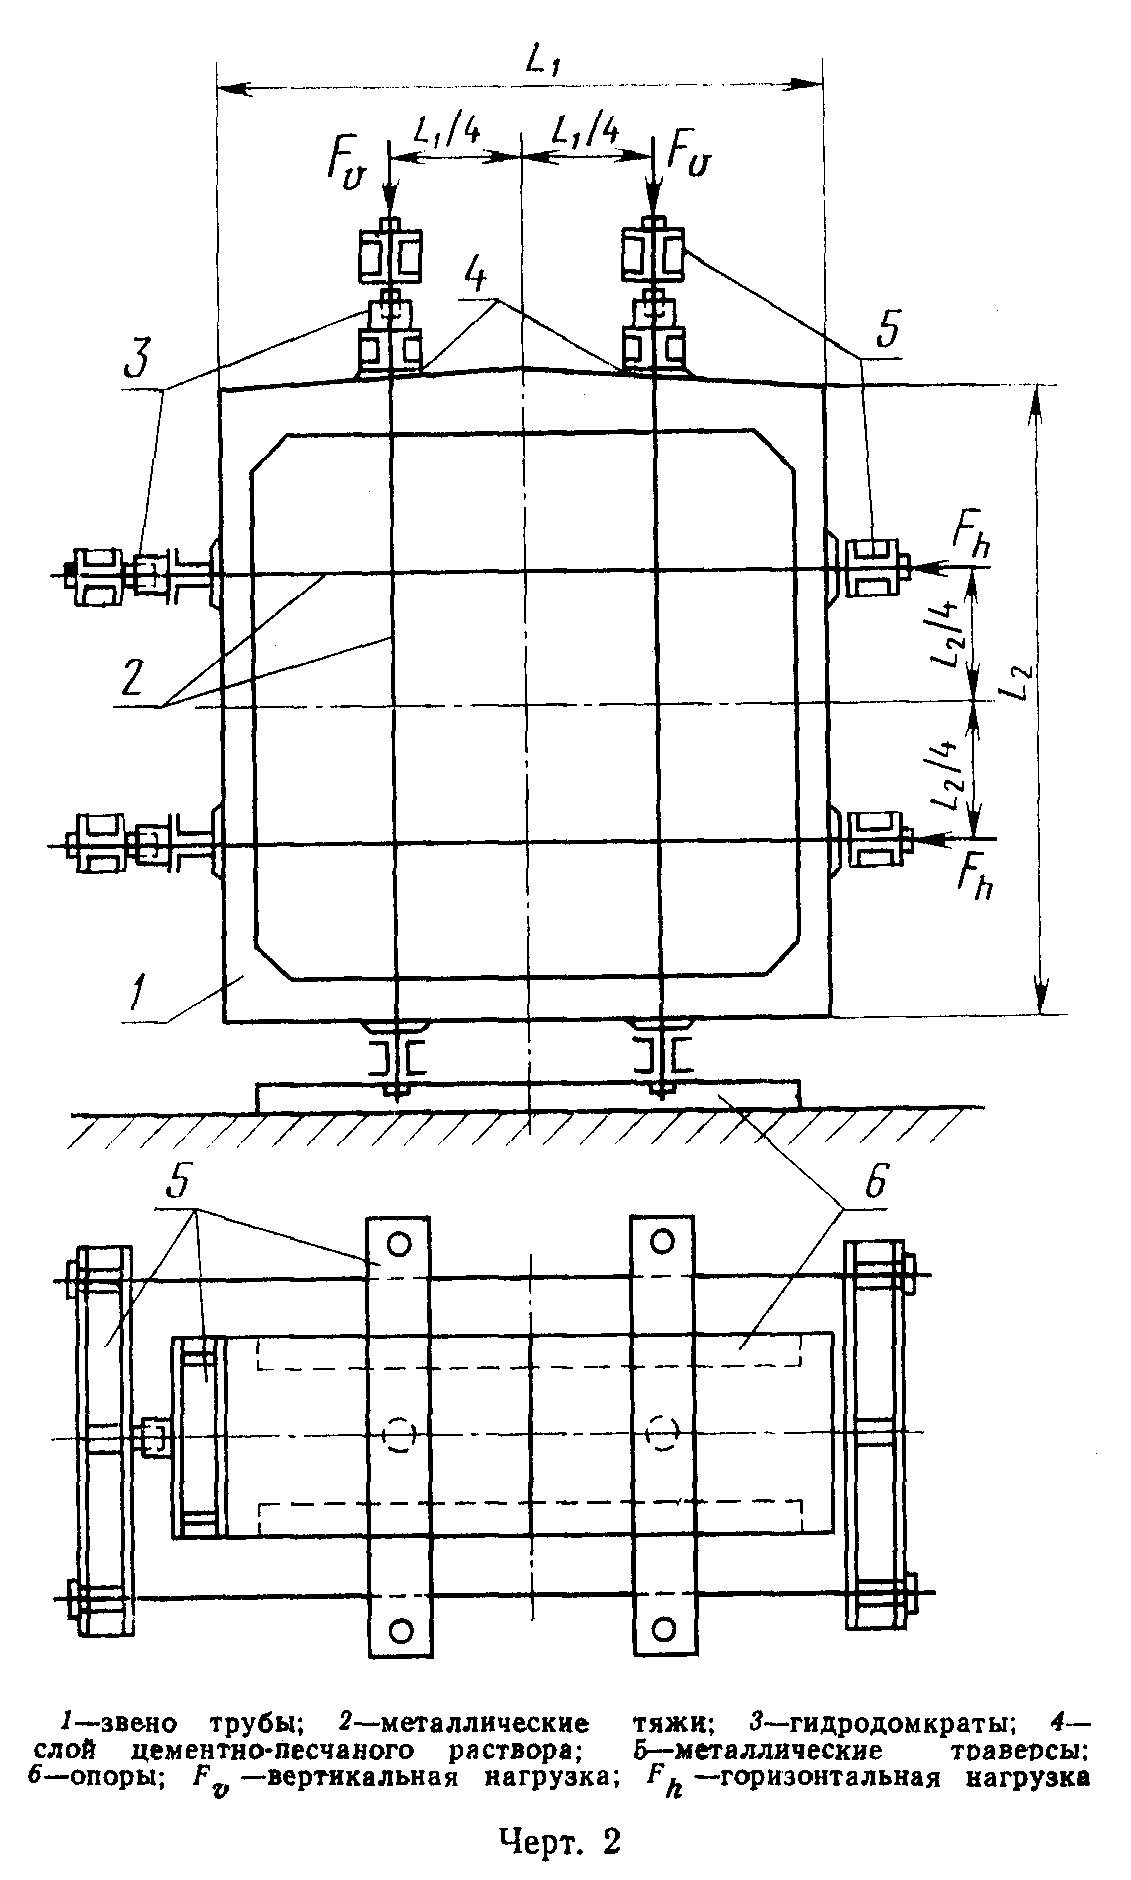 L₁
L₁/4 L₁/4
Fᵥ Fᵥ
4
3 5
Fₕ
L₂/4
2 L₂
L₂/4
Fₕ
1
5 6
1—звено трубы; 2—металлические тяжи; 3—гидродомкраты; 4—
слой цементно-песчаного раствора; 5—металлические траверсы;
6—опоры; Fᵥ—вертикальная нагрузка; Fₕ—горизонтальная нагрузка
Черт. 2